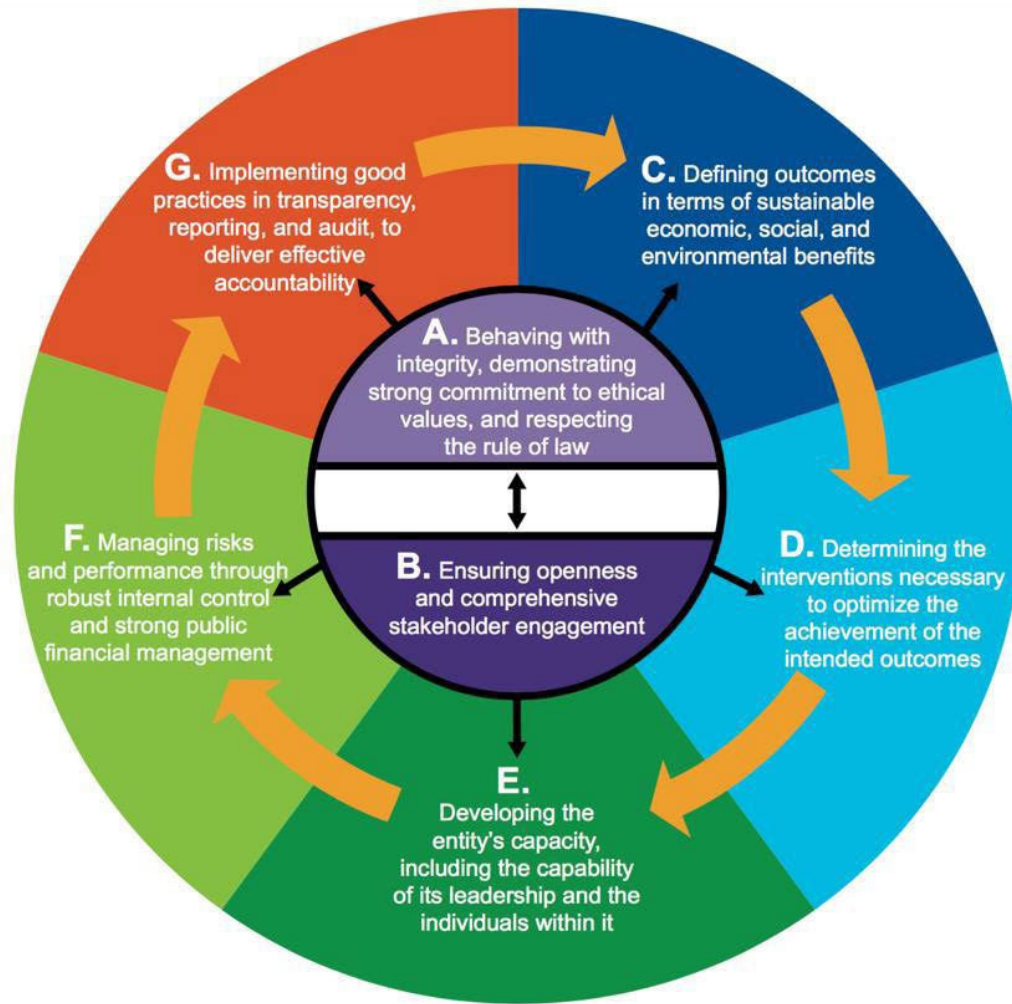 G. Implementing good
practices in transparency,
reporting, and audit, to
deliver effective
accountability
C. Defining outcomes
in terms of sustainable
economic, social, and
environmental benefits
A. Behaving with
integrity, demonstrating
strong commitment to ethical
values, and respecting
the rule of law
B. Ensuring openness
and comprehensive
stakeholder engagement
D. Determining the
interventions necessary
to optimize the
achievement of the
intended outcomes
E.
Developing the
entity's capacity,
including the capability
of its leadership and the
individuals within it
F. Managing risks
and performance through
robust internal control
and strong public
financial management